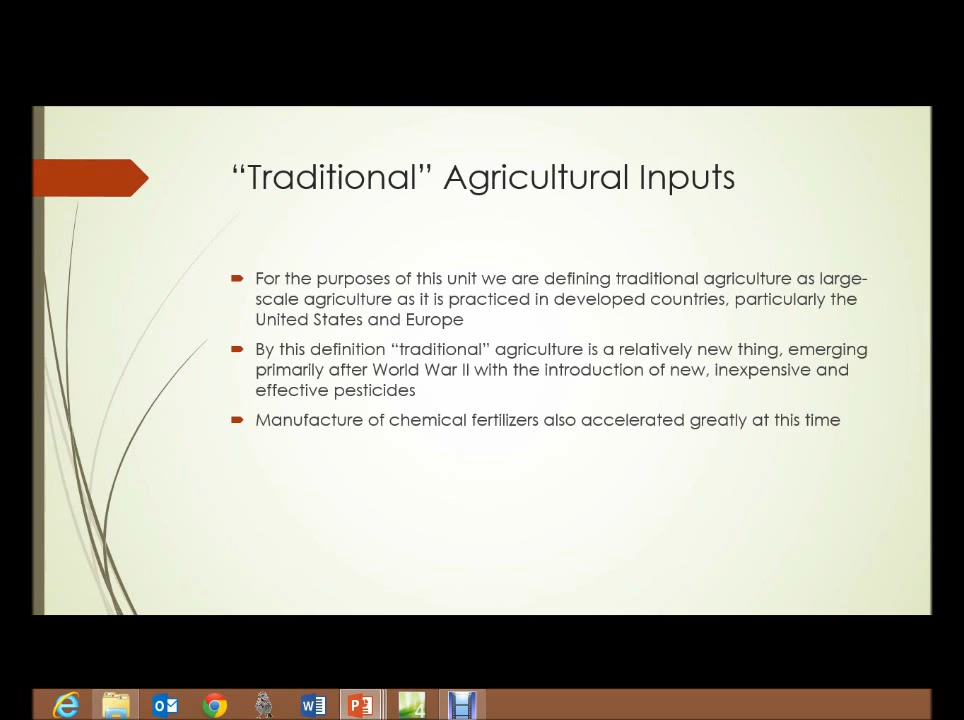 “Traditional” Agricultural Inputs
For the purposes of this unit we are defining traditional agriculture as large-
scale agriculture as it is practiced in developed countries, particularly the
United States and Europe
By this definition “traditional” agriculture is a relatively new thing, emerging
primarily after World War II with the introduction of new, inexpensive and
effective pesticides
Manufacture of chemical fertilizers also accelerated greatly at this time